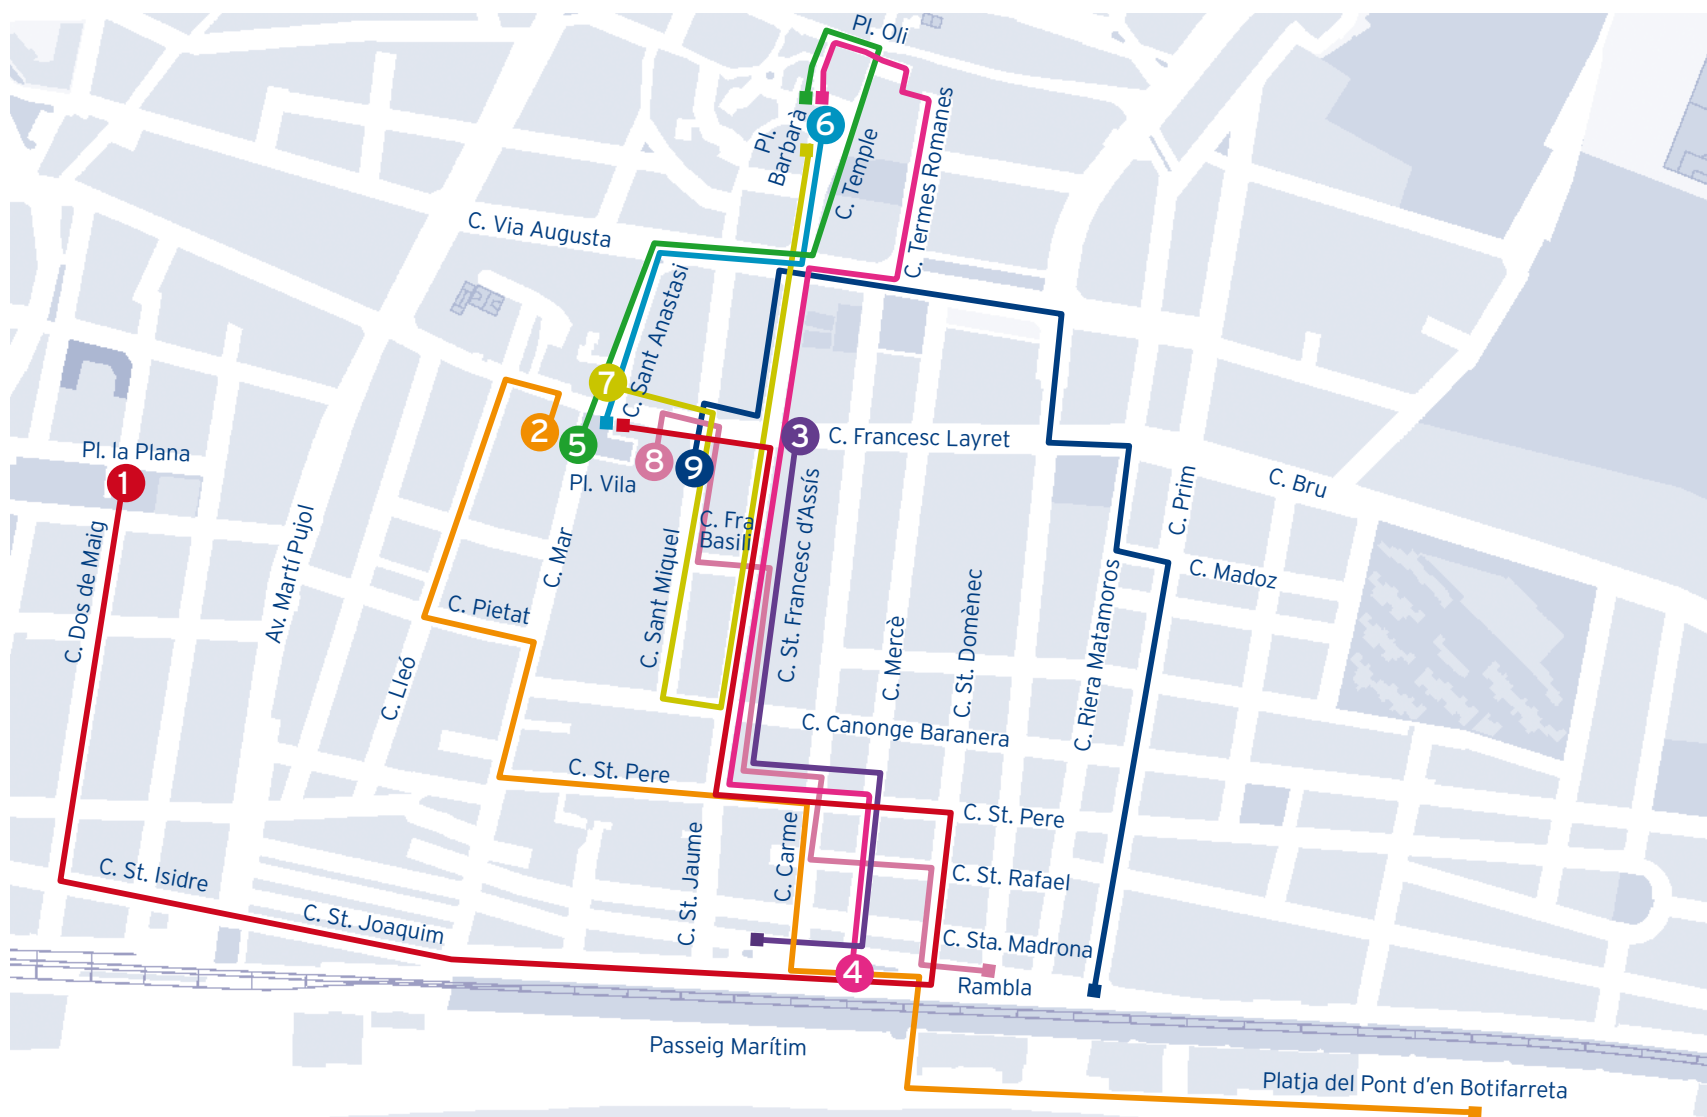 Pl. Oli
6
Pl.
Barbarà
C. Temple
C. Termes Romanes
C. Via Augusta
C. Sant Anastasi
7
2
5
8
9
3
C. Francesc Layret
Pl. la Plana
1
Pl. Vila
C. Bru
C. Prim
C. Dos de Maig
Av. Martí Pujol
C. Mar
C. Fra
Basili
C. St. Francesc d'Assís
C. Sant Miquel
C. Madoz
C. Pietat
C. Lleó
C. Mercè
C. St. Domènec
C. Riera Matamoros
C. Canonge Baranera
C. St. Pere
C. St. Pere
C. Carme
C. St. Jaume
C. St. Isidre
C. St. Rafael
C. St. Joaquim
C. Sta. Madrona
4
Rambla
Passeig Marítim
Platja del Pont d'en Botifarreta